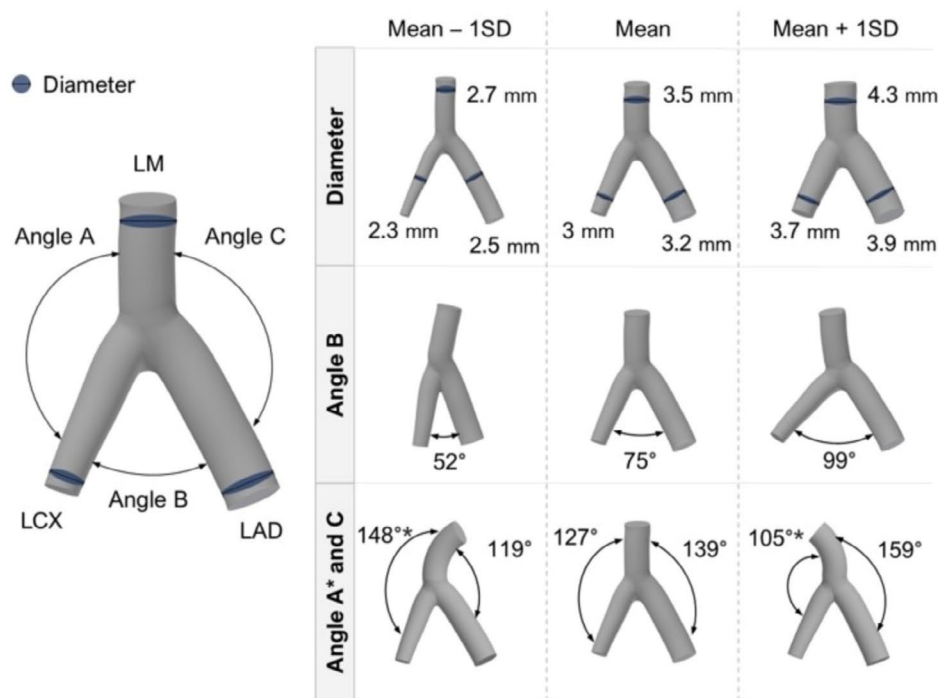 Mean – 1SD
Mean
Mean + 1SD
Diameter
LM
Angle A
Angle C
Angle B
LCX
LAD
Diameter
2.7 mm
2.3 mm
2.5 mm
3.5 mm
3 mm
3.2 mm
4.3 mm
3.7 mm
3.9 mm
Angle B
52°
75°
99°
Angle A* and C
148°*
119°
127°
139°
105°*
159°